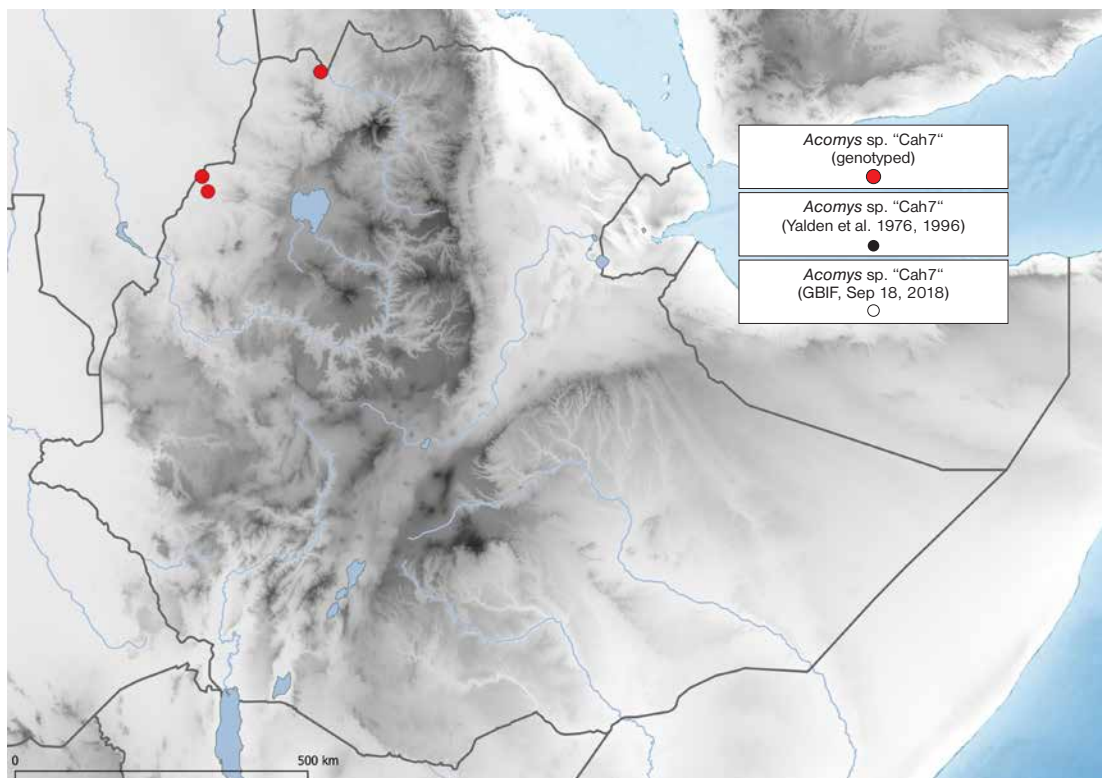 Acomys sp. “Cah7“
(genotyped)
Acomys sp. “Cah7“
(Yalden et al. 1976, 1996)
Acomys sp. “Cah7“
(GBIF, Sep 18, 2018)
0
500 km